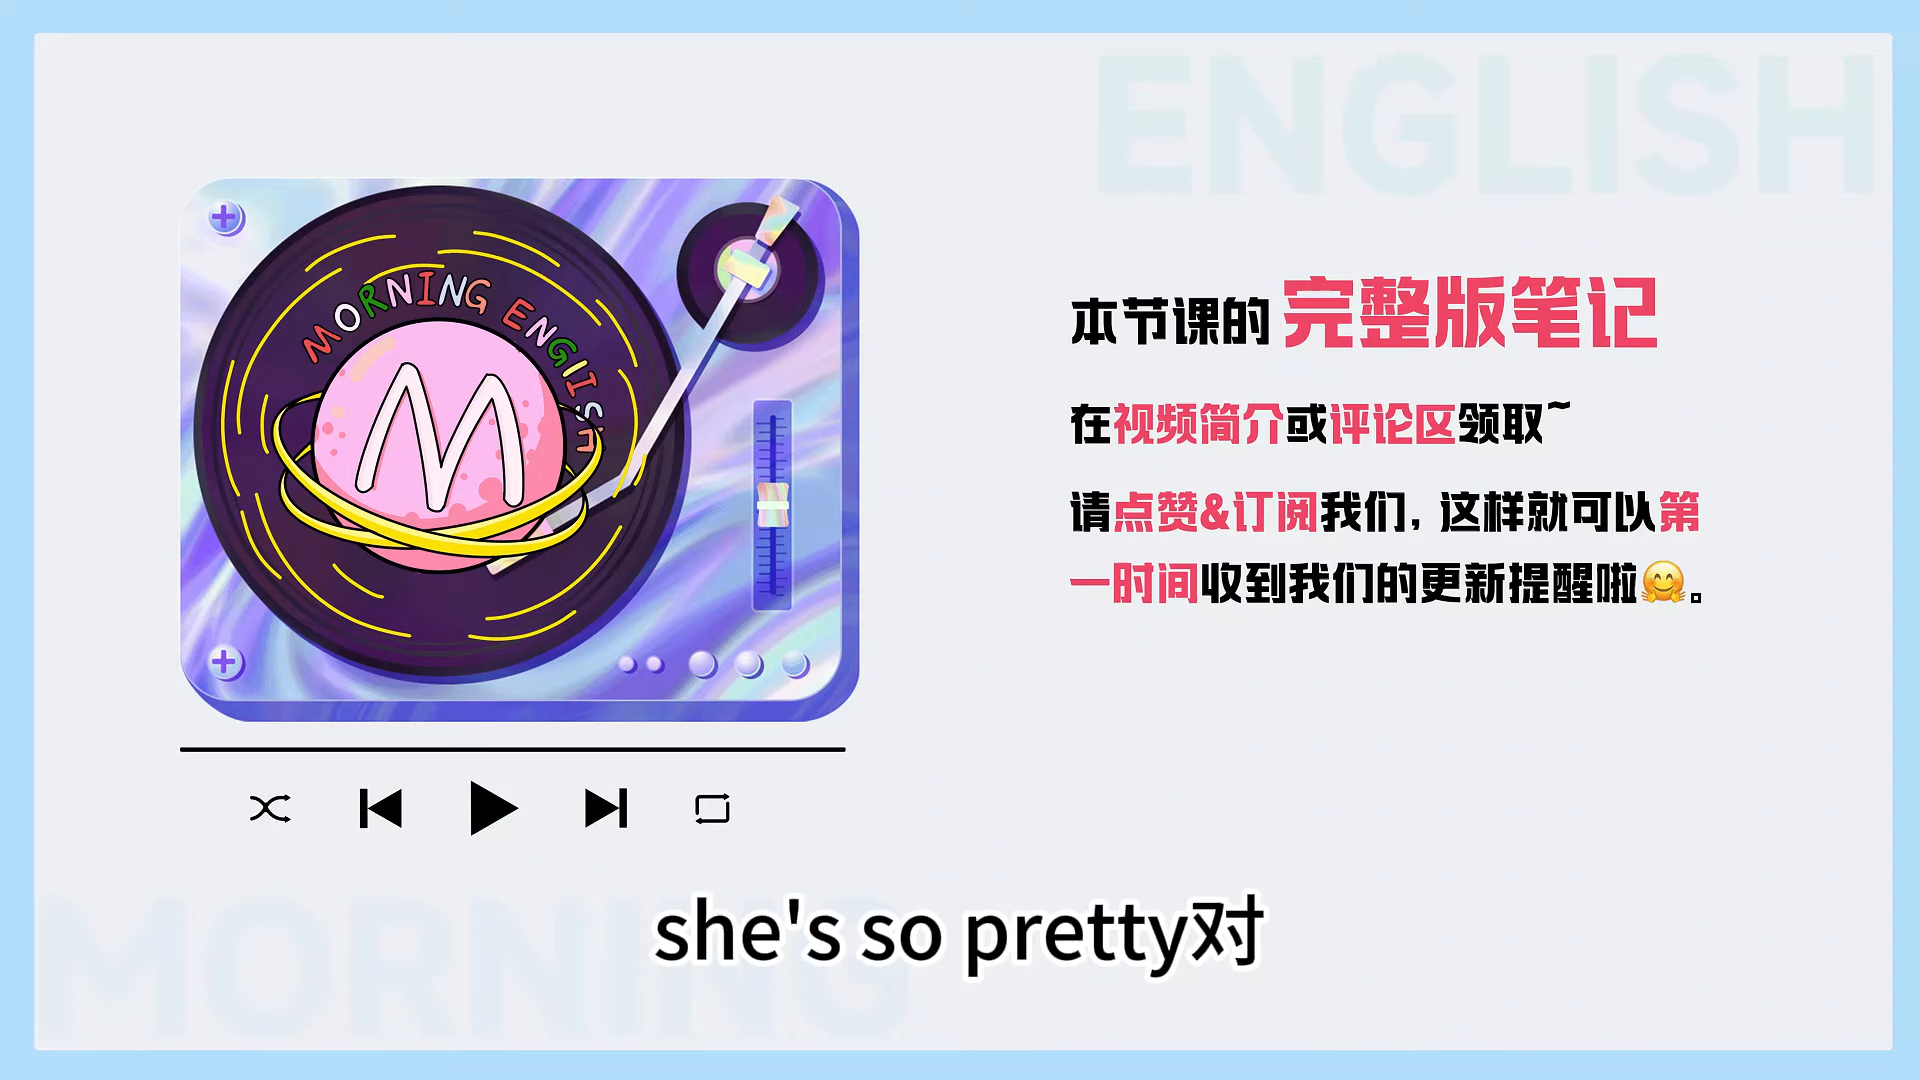 ENGLISH
MORNING ENGLISH
M
本节课的 完整版笔记
在视频简介或评论区领取~
请点赞&订阅我们，这样就可以第
一时间收到我们的更新提醒啦🤗。
she's so pretty对
MORNING